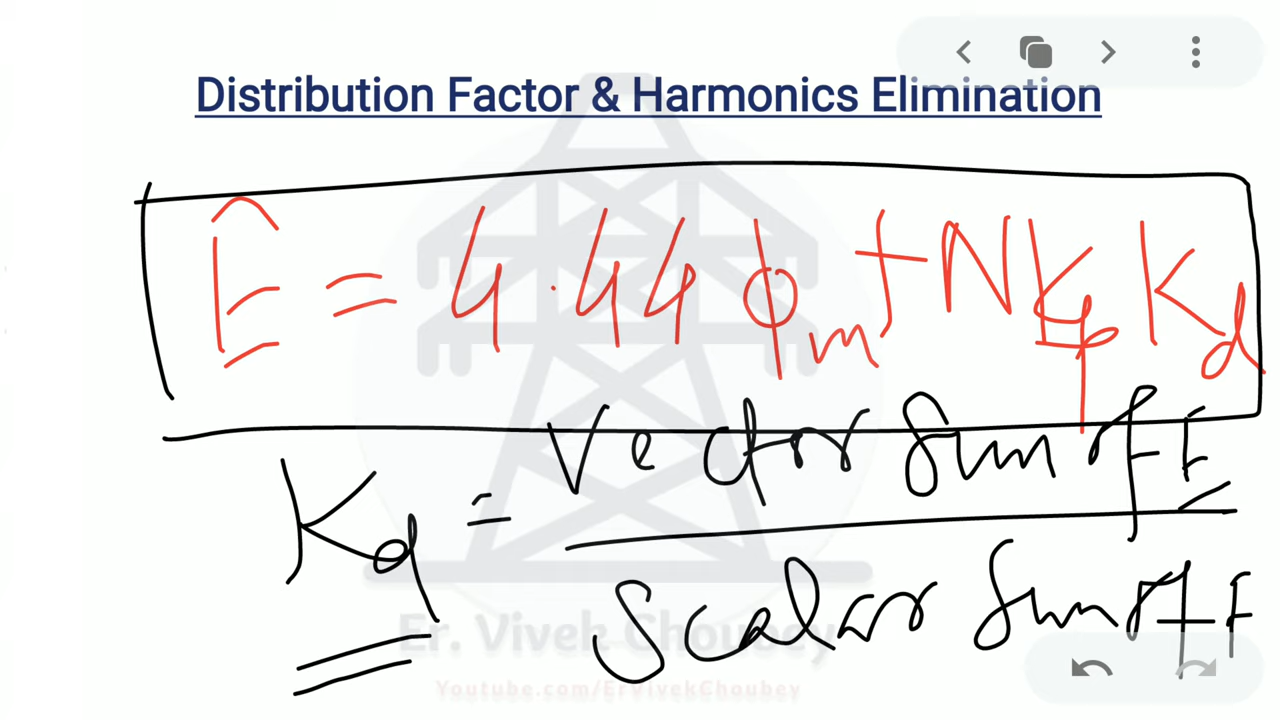 Distribution Factor & Harmonics Elimination
Ê = 4.44 ϕm f N Kp Kd
Kd = Vector Sum of E
Scalar Sum of E
Er. Vivek Choubey
Youtube.com/ErVivekChoubey